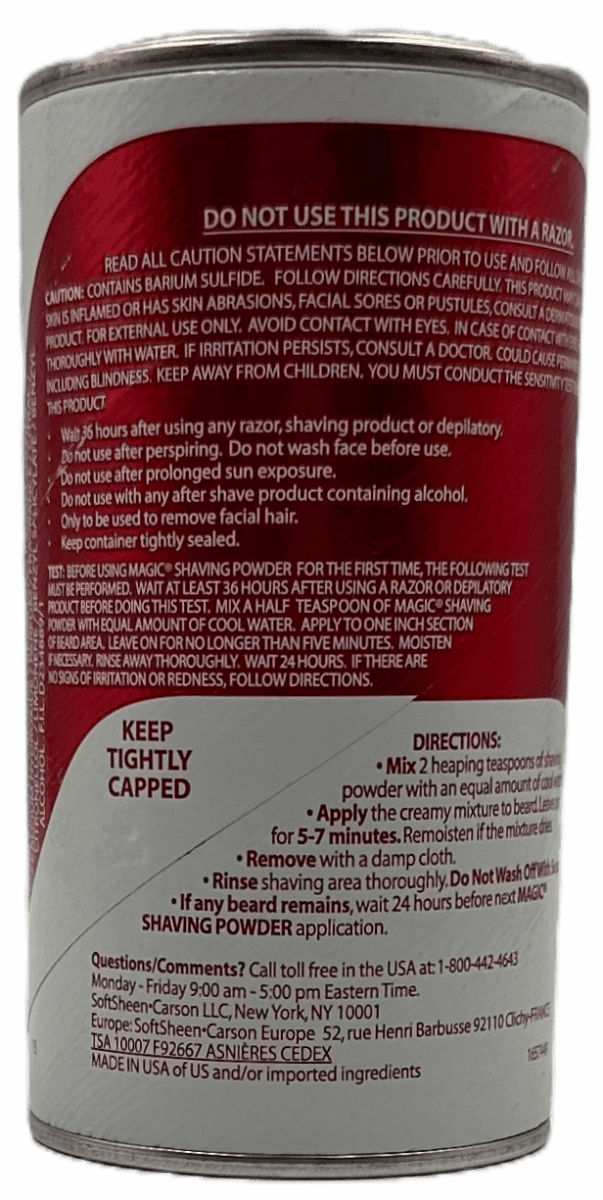 DO NOT USE THIS PRODUCT WITH A RAZOR.
READ ALL CAUTION STATEMENTS BELOW PRIOR TO USE AND FOLLOW
CAUTION: CONTAINS BARIUM SULFIDE. FOLLOW DIRECTIONS CAREFULLY. THIS PRODUCT
SKIN IS INFLAMED OR HAS SKIN ABRASIONS, FACIAL SORES OR PUSTULES, CONSULT A
PRODUCT. FOR EXTERNAL USE ONLY. AVOID CONTACT WITH EYES. IN CASE OF CONTACT
THOROUGHLY WITH WATER. IF IRRITATION PERSISTS, CONSULT A DOCTOR. COULD CAUSE
INCLUDING BLINDNESS. KEEP AWAY FROM CHILDREN. YOU MUST CONDUCT THE SENSITIVITY TEST
THIS PRODUCT
· Wait 36 hours after using any razor, shaving product or depilatory.
· Do not use after perspiring. Do not wash face before use.
· Do not use after prolonged sun exposure.
· Do not use with any after shave product containing alcohol.
· Only to be used to remove facial hair.
· Keep container tightly sealed.
TEST: BEFORE USING MAGIC® SHAVING POWDER FOR THE FIRST TIME, THE FOLLOWING TEST
MUST BE PERFORMED. WAIT AT LEAST 36 HOURS AFTER USING A RAZOR OR DEPILATORY
PRODUCT BEFORE DOING THIS TEST. MIX A HALF TEASPOON OF MAGIC® SHAVING
POWDER WITH EQUAL AMOUNT OF COOL WATER. APPLY TO ONE INCH SECTION
OF BEARD AREA. LEAVE ON FOR NO LONGER THAN FIVE MINUTES. MOISTEN
IF NECESSARY. RINSE AWAY THOROUGHLY. WAIT 24 HOURS. IF THERE ARE
NO SIGNS OF IRRITATION OR REDNESS, FOLLOW DIRECTIONS.
KEEP
TIGHTLY
CAPPED
DIRECTIONS:
• Mix 2 heaping teaspoons of shaving
powder with an equal amount of cool
• Apply the creamy mixture to beard. Leave
for 5-7 minutes. Remoisten if the mixture dries.
• Remove with a damp cloth.
• Rinse shaving area thoroughly. Do Not Wash Off With
• If any beard remains, wait 24 hours before next MAGIC®
SHAVING POWDER application.
Questions/Comments? Call toll free in the USA at: 1-800-442-4643
Monday - Friday 9:00 am - 5:00 pm Eastern Time.
SoftSheen•Carson LLC, New York, NY 10001
Europe: SoftSheen•Carson Europe 52, rue Henri Barbusse 92110 Clichy-FRANCE
TSA 10007 F92667 ASNIÈRES CEDEX
MADE IN USA of US and/or imported ingredients